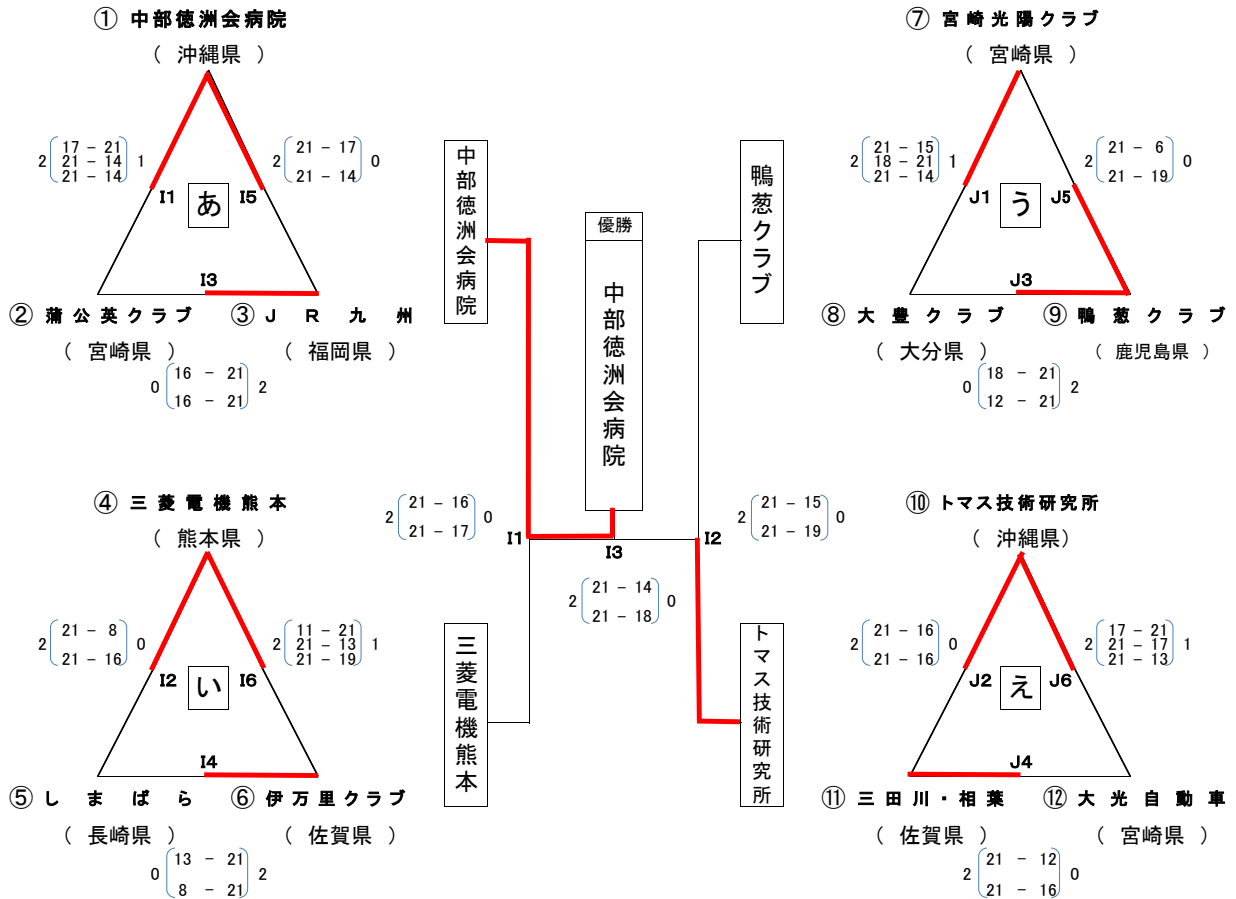 ① 中部徳洲会病院
( 沖縄県 )
2 17 - 21 1
21 - 14
21 - 14
2 21 - 17 0
21 - 14
I1 あ I5
I3
② 蒲公英クラブ ③ JR九州
( 宮崎県 ) ( 福岡県 )
0 16 - 21 2
16 - 21
④ 三菱電機熊本
( 熊本県 )
2 21 - 8 0
21 - 16
2 11 - 21 1
21 - 13
21 - 19
I2 い I6
I4
⑤ しまばら ⑥ 伊万里クラブ
( 長崎県 ) ( 佐賀県 )
0 13 - 21 2
8 - 21
中部徳洲会病院
三菱電機熊本
2 21 - 16 0
21 - 17
I1
優勝
中部徳洲会病院
I3
2 21 - 14 0
21 - 18
I2
2 21 - 15 0
21 - 19
鴨葱クラブ
トマス技術研究所
⑦ 宮崎光陽クラブ
( 宮崎県 )
2 21 - 15 1
18 - 21
21 - 14
2 21 - 6 0
21 - 19
J1 う J5
J3
⑧ 大豊クラブ ⑨ 鴨葱クラブ
( 大分県 ) ( 鹿児島県 )
0 18 - 21 2
12 - 21
⑩ トマス技術研究所
( 沖縄県)
2 21 - 16 0
21 - 16
2 17 - 21 1
21 - 17
21 - 13
J2 え J6
J4
⑪ 三田川・相葉 ⑫ 大光自動車
( 佐賀県 ) ( 宮崎県 )
2 21 - 12 0
21 - 16